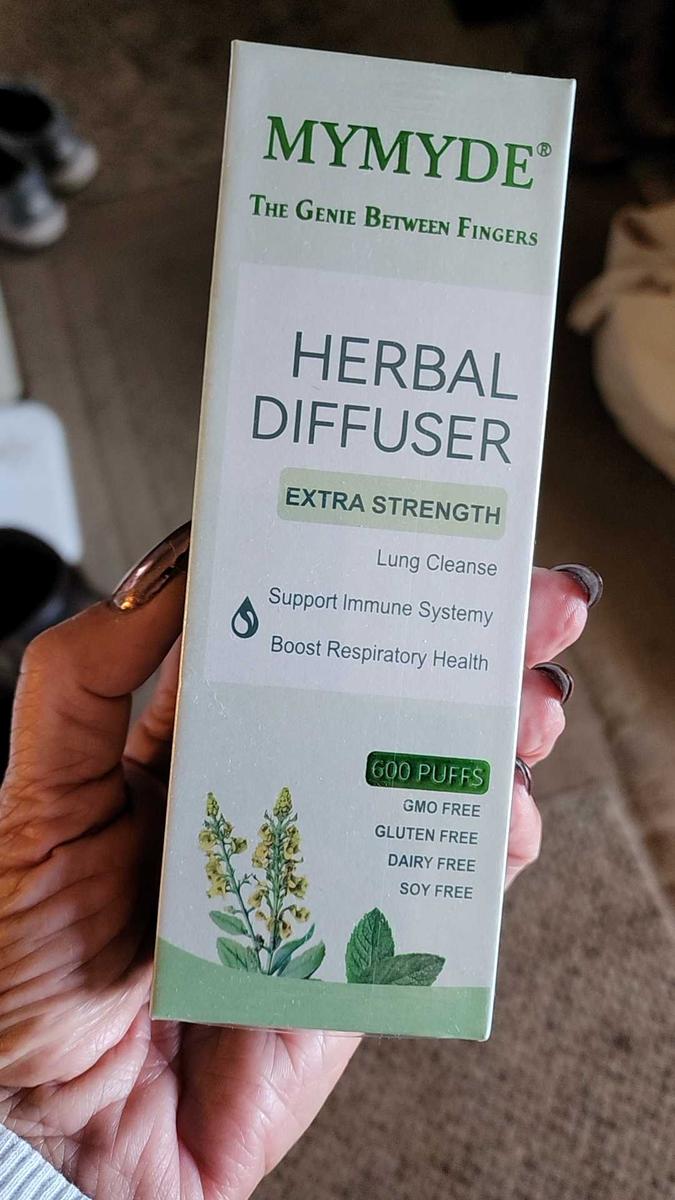 MYMYDE®
THE GENIE BETWEEN FINGERS
HERBAL
DIFFUSER
EXTRA STRENGTH
Lung Cleanse
Support Immune Systemy
Boost Respiratory Health
600 PUFFS
GMO FREE
GLUTEN FREE
DAIRY FREE
SOY FREE